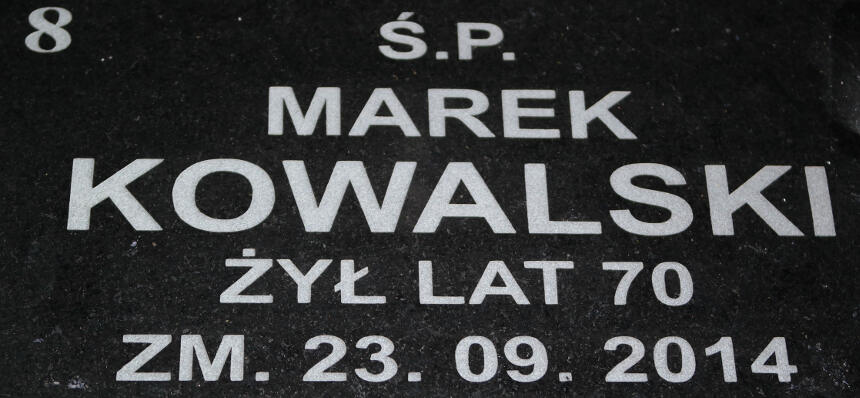 8
Ś.P.
MAREK
KOWALSKI
ŻYŁ LAT 70
ZM. 23. 09. 2014